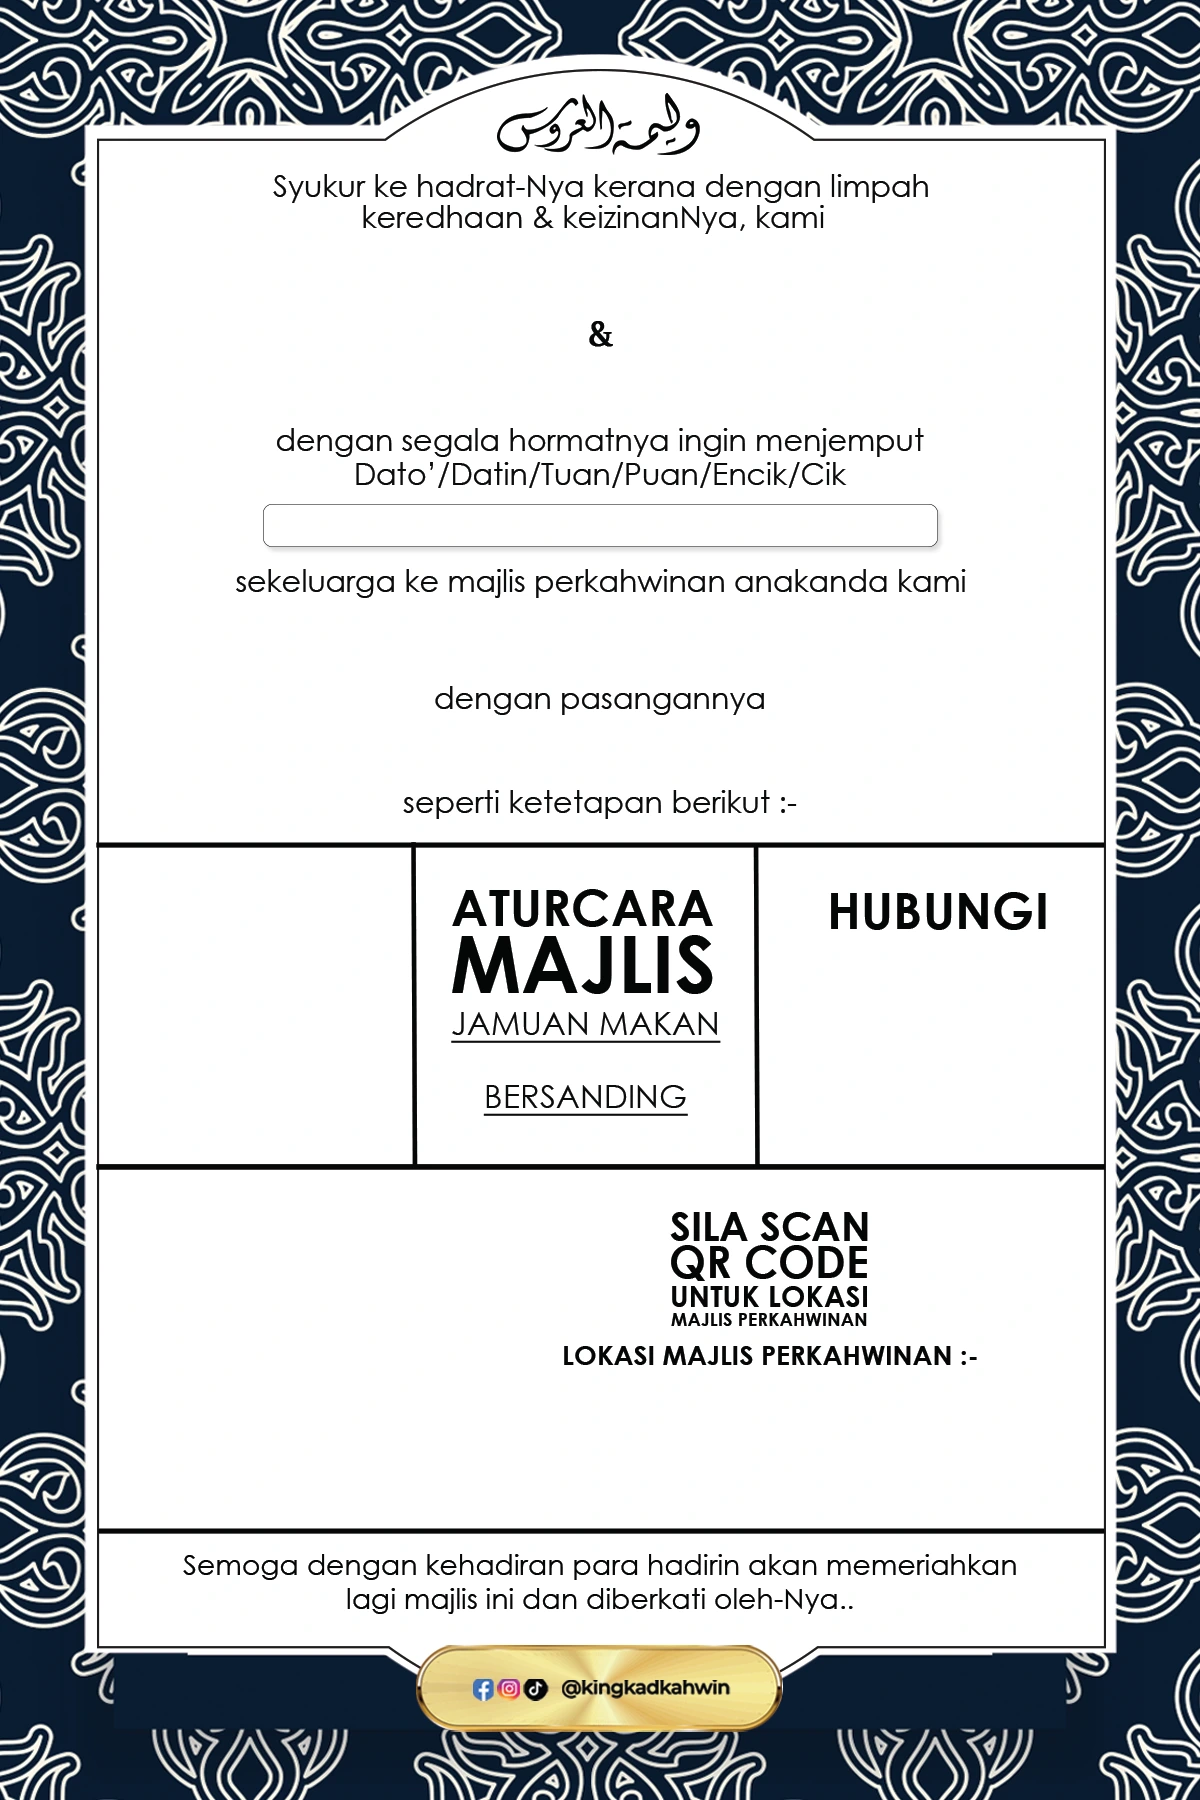 وليمة العروس
Syukur ke hadrat-Nya kerana dengan limpah
keredhaan & keizinanNya, kami
&
dengan segala hormatnya ingin menjemput
Dato’/Datin/Tuan/Puan/Encik/Cik
sekeluarga ke majlis perkahwinan anakanda kami
dengan pasangannya
seperti ketetapan berikut :-
ATURCARA
MAJLIS
JAMUAN MAKAN
BERSANDING
HUBUNGI
SILA SCAN
QR CODE
UNTUK LOKASI
MAJLIS PERKAHWINAN
LOKASI MAJLIS PERKAHWINAN :-
Semoga dengan kehadiran para hadirin akan memeriahkan
lagi majlis ini dan diberkati oleh-Nya..
@kingkadkahwin